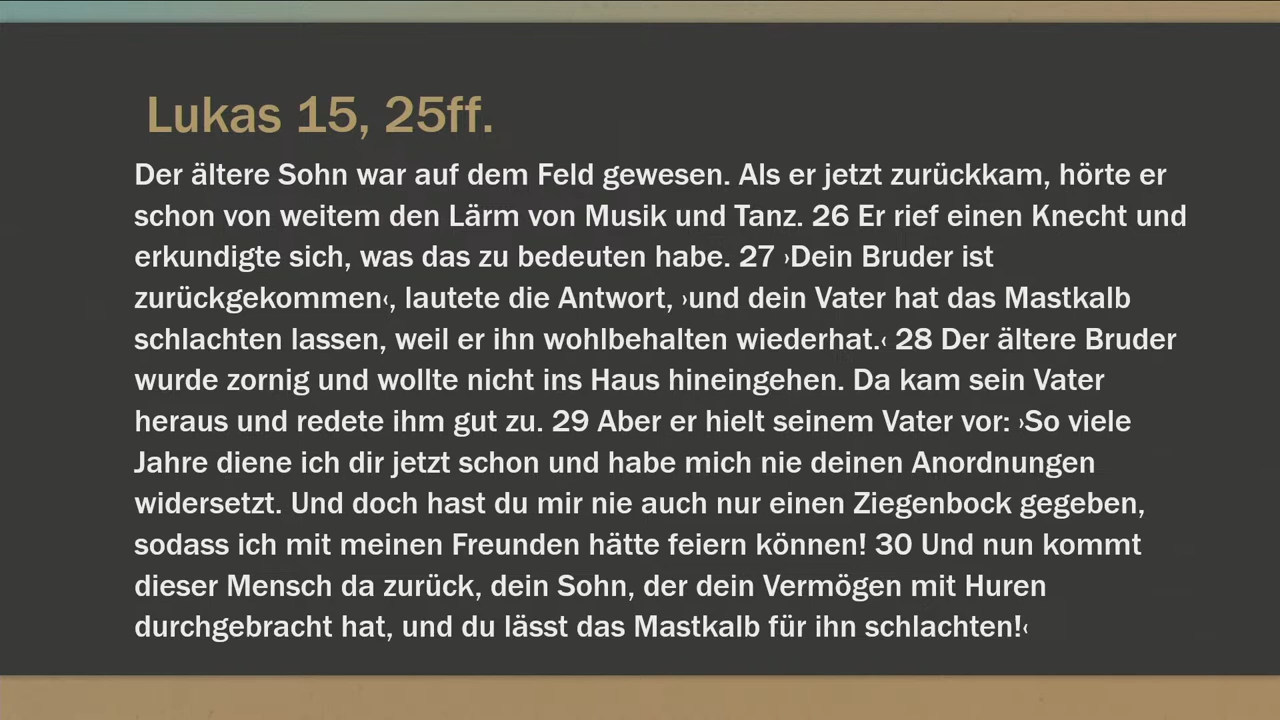 Lukas 15, 25ff.
Der ältere Sohn war auf dem Feld gewesen. Als er jetzt zurückkam, hörte er
schon von weitem den Lärm von Musik und Tanz. 26 Er rief einen Knecht und
erkundigte sich, was das zu bedeuten habe. 27 ›Dein Bruder ist
zurückgekommen‹, lautete die Antwort, ›und dein Vater hat das Mastkalb
schlachten lassen, weil er ihn wohlbehalten wiederhat.‹ 28 Der ältere Bruder
wurde zornig und wollte nicht ins Haus hineingehen. Da kam sein Vater
heraus und redete ihm gut zu. 29 Aber er hielt seinem Vater vor: ›So viele
Jahre diene ich dir jetzt schon und habe mich nie deinen Anordnungen
widersetzt. Und doch hast du mir nie auch nur einen Ziegenbock gegeben,
sodass ich mit meinen Freunden hätte feiern können! 30 Und nun kommt
dieser Mensch da zurück, dein Sohn, der dein Vermögen mit Huren
durchgebracht hat, und du lässt das Mastkalb für ihn schlachten!‹